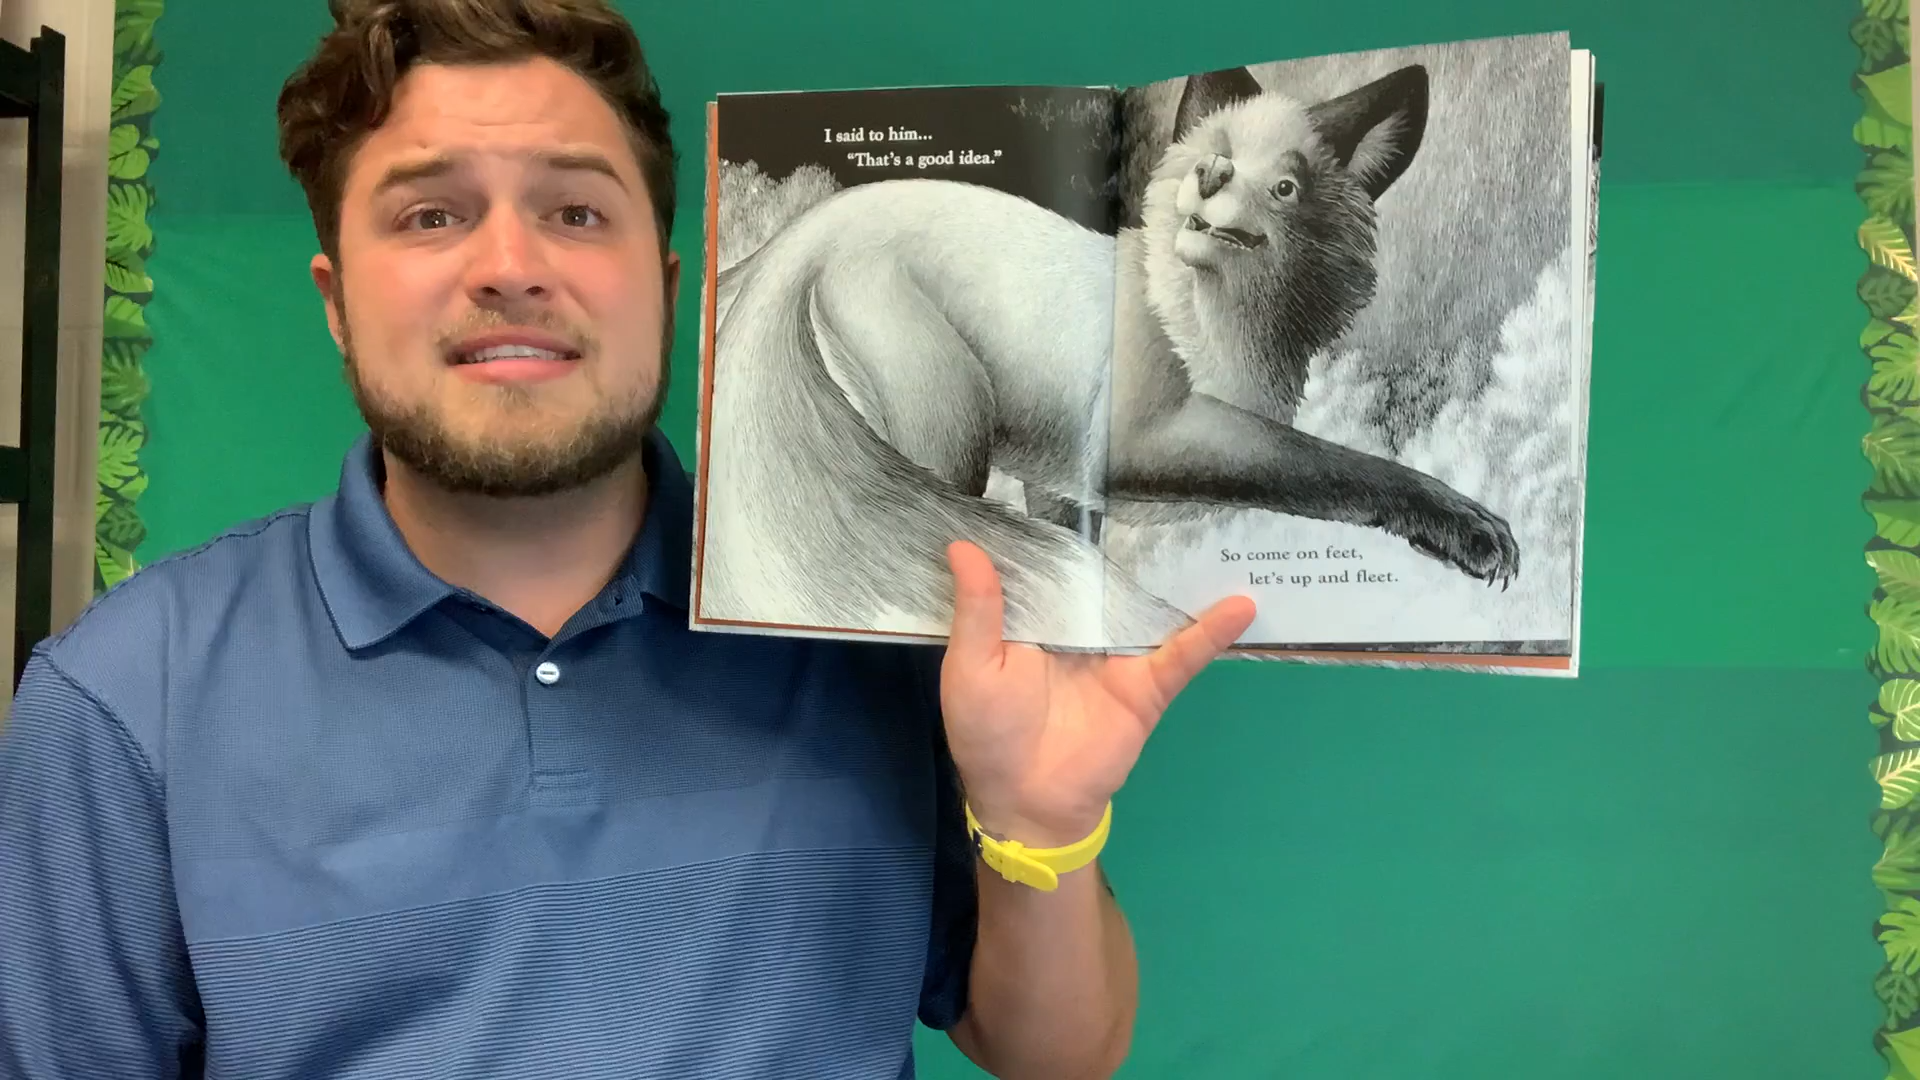 I said to him...
“That's a good idea.”
So come on feet,
let's up and fleet.